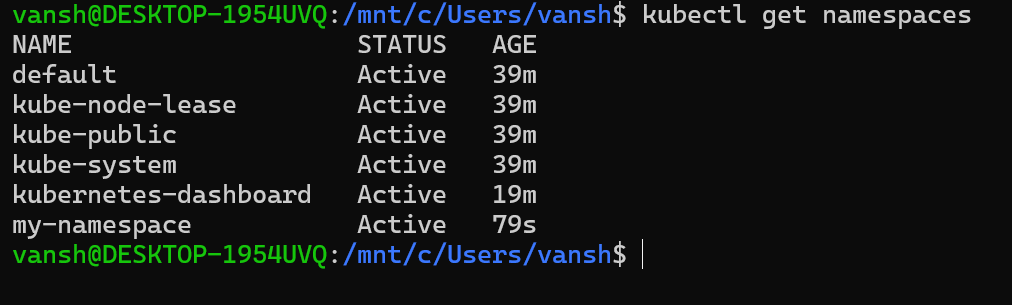 vansh@DESKTOP-1954UVQ:/mnt/c/Users/vansh$ kubectl get namespaces
NAME                   STATUS   AGE
default                Active   39m
kube-node-lease        Active   39m
kube-public            Active   39m
kube-system            Active   39m
kubernetes-dashboard   Active   19m
my-namespace           Active   79s
vansh@DESKTOP-1954UVQ:/mnt/c/Users/vansh$